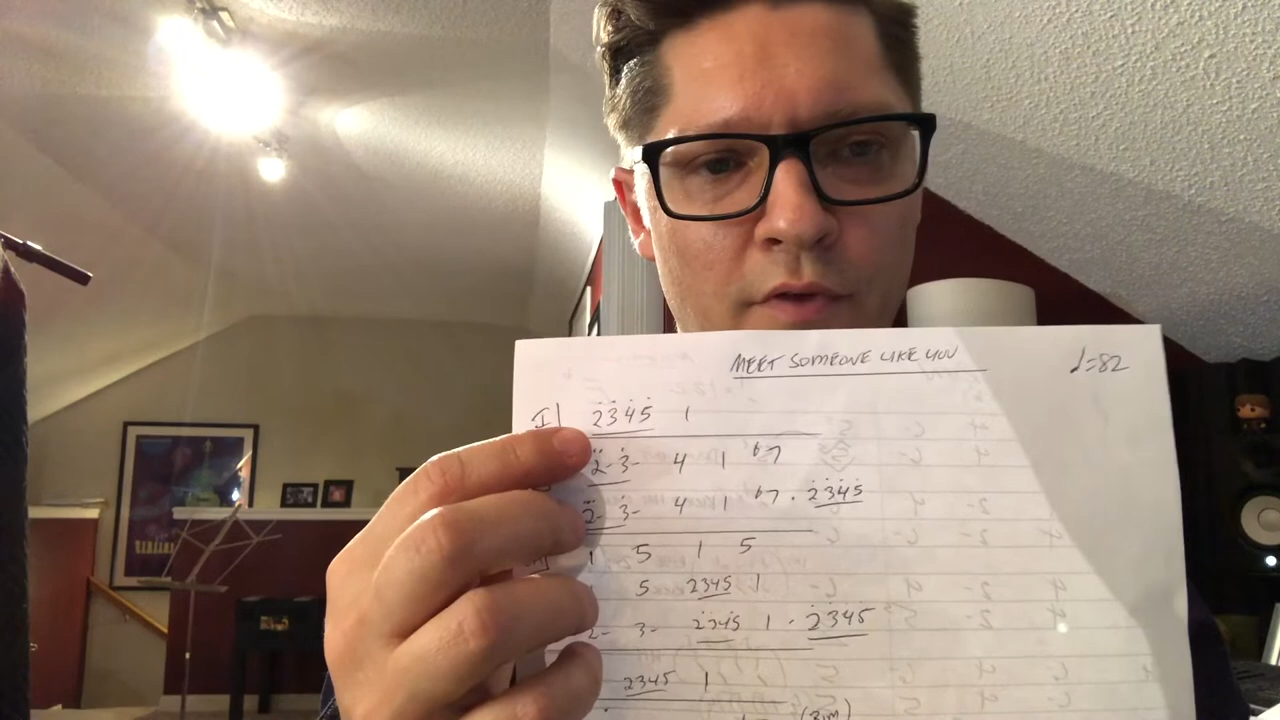 MEET SOMEONE LIKE YOU
♩=82
I 2345 1
2- 3- 4 1 b7
2- 3- 4 1 b7 . 2345
1 5 1 5
5 2345 1
2- 3- 2345 1 . 2345
2345 1